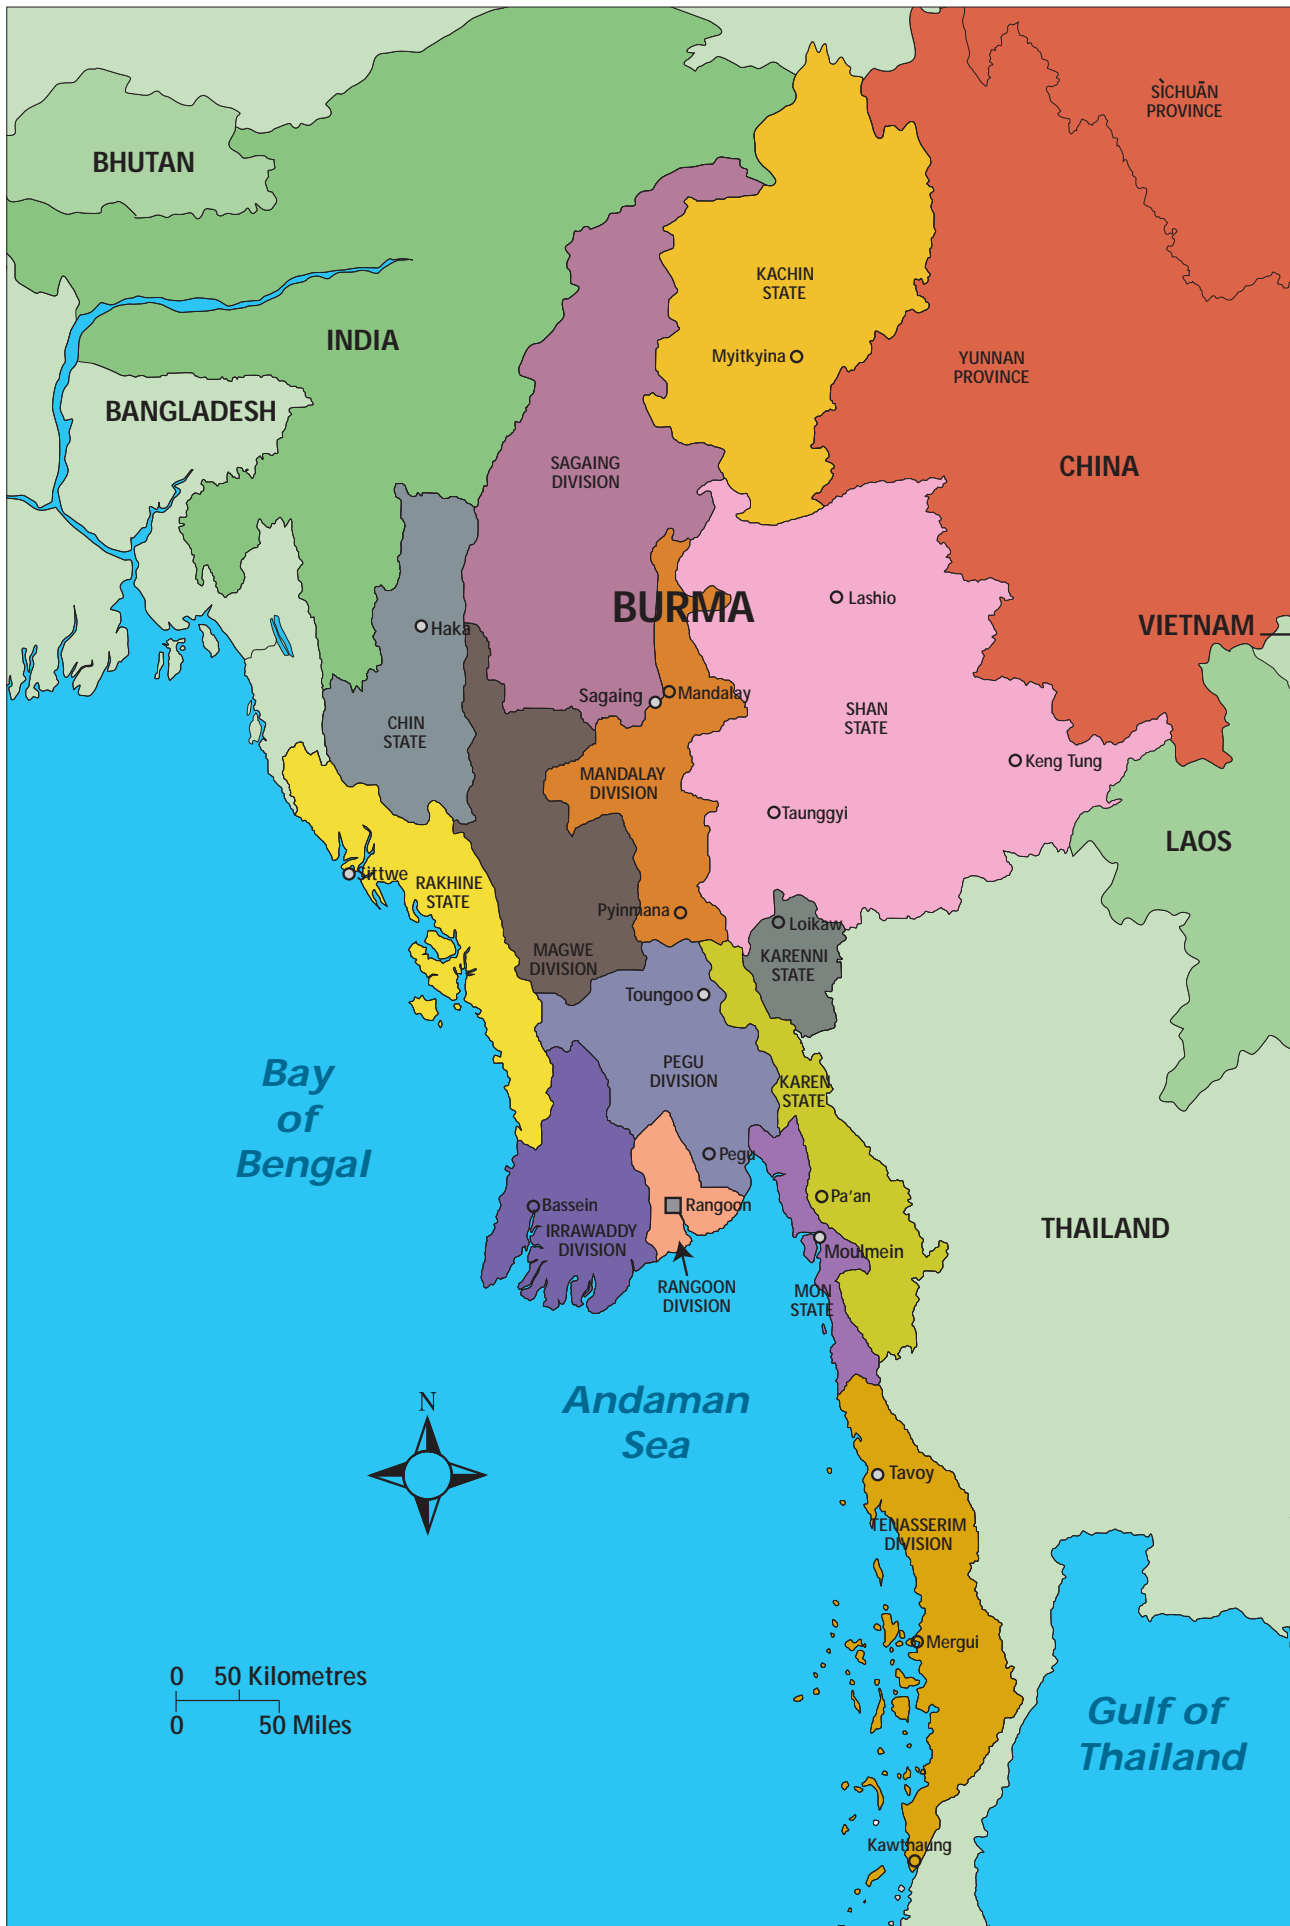 SÌCHUĀN
PROVINCE
BHUTAN
KACHIN
STATE
INDIA
Myitkyina
YUNNAN
PROVINCE
BANGLADESH
SAGAING
DIVISION
CHINA
BURMA
Lashio
Haka
VIETNAM
Sagaing
Mandalay
SHAN
STATE
CHIN
STATE
Keng Tung
MANDALAY
DIVISION
Taunggyi
LAOS
Sittwe
RAKHINE
STATE
Pyinmana
Loikaw
MAGWE
DIVISION
KARENNI
STATE
Toungoo
Bay
of
Bengal
PEGU
DIVISION
KAREN
STATE
Pegu
Pa'an
Bassein
Rangoon
THAILAND
IRRAWADDY
DIVISION
Moulmein
RANGOON
DIVISION
MON
STATE
N
Andaman
Sea
Tavoy
TENASSERIM
DIVISION
Mergui
0 50 Kilometres
0 50 Miles
Gulf of
Thailand
Kawthaung